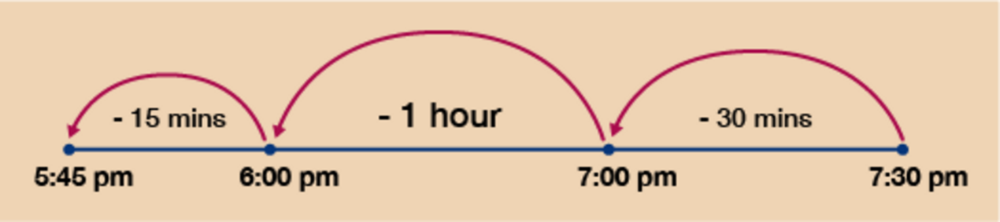 - 15 mins
- 1 hour
- 30 mins
5:45 pm
6:00 pm
7:00 pm
7:30 pm